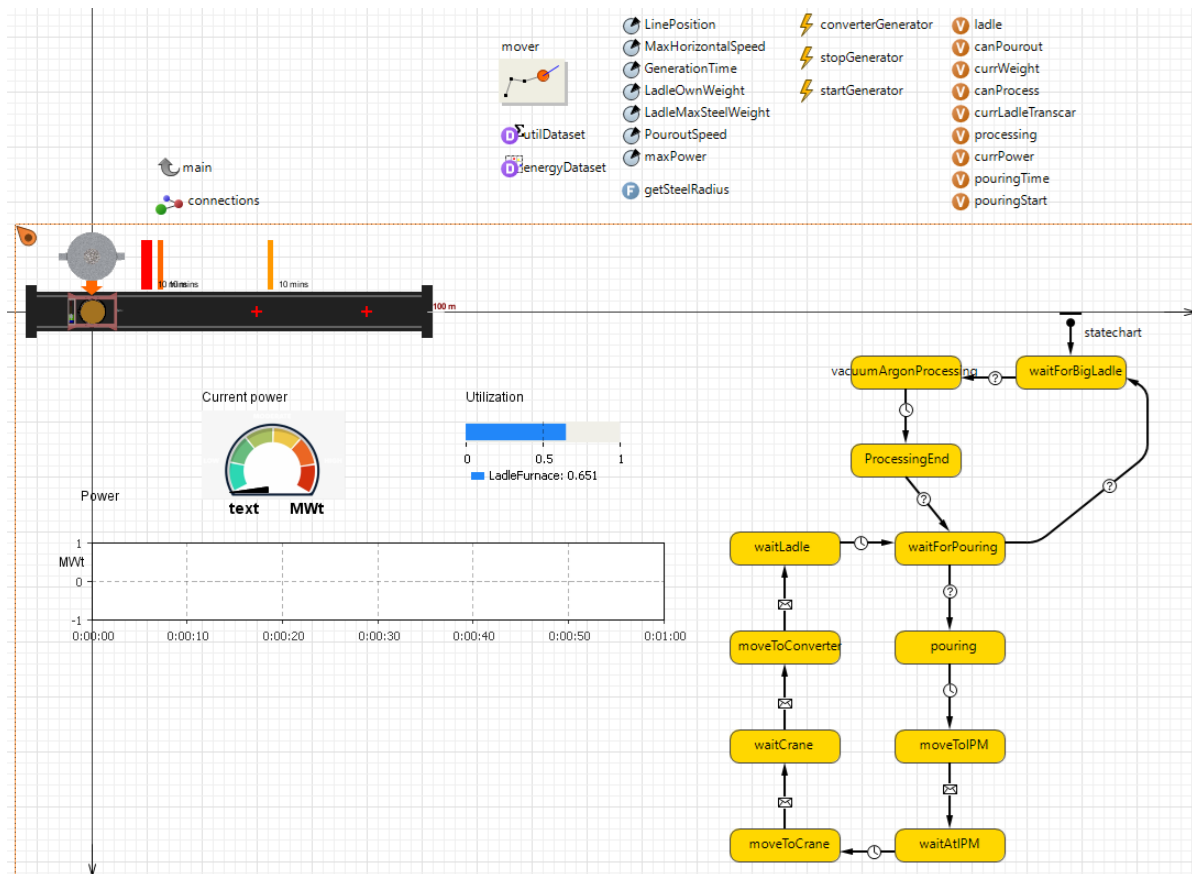 mover
utilDataset
energyDataset
LinePosition
MaxHorizontalSpeed
GenerationTime
LadleOwnWeight
LadleMaxSteelWeight
PouroutSpeed
maxPower
getSteelRadius
converterGenerator
stopGenerator
startGenerator
V ladle
V canPourout
V currWeight
V canProcess
V currLadleTranscar
V processing
V currPower
V pouringTime
V pouringStart
main
connections
10 mins
10 mins
100 m
statechart
vacuumArgonProcessing
waitForBigLadle
ProcessingEnd
waitLadle
waitForPouring
moveToConverter
pouring
waitCrane
moveToIPM
moveToCrane
waitAtIPM
Current power
text MWt
Utilization
0 0.5 1
LadleFurnace: 0.651
Power
MWt
1
0
-1
0:00:00 0:00:10 0:00:20 0:00:30 0:00:40 0:00:50 0:01:00